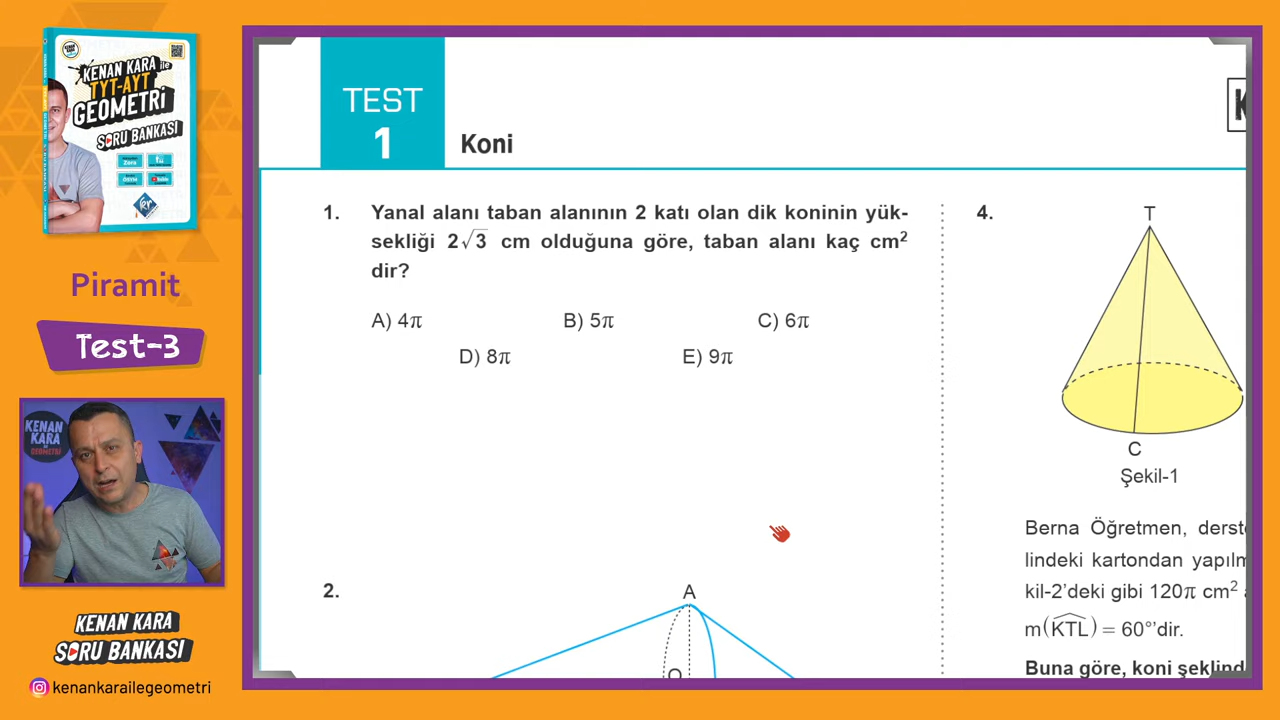 KENAN KARA ile
TYT-AYT
GEOMETRİ
SORU BANKASI
Piramit
Test-3
KENAN
KARA
GEOMETRİ
KENAN KARA
SORU BANKASI
kenankarailegeometri
TEST
1
Koni
1. Yanal alanı taban alanının 2 katı olan dik koninin yük-
sekliği 2√3 cm olduğuna göre, taban alanı kaç cm²
dir?
A) 4π B) 5π C) 6π
D) 8π E) 9π
2.
A
O
4.
T
C
Şekil-1
Berna Öğretmen, derste
lindeki kartondan yapılm
kil-2'deki gibi 120π cm² a
m(KTL) = 60°'dir.
Buna göre, koni şeklind